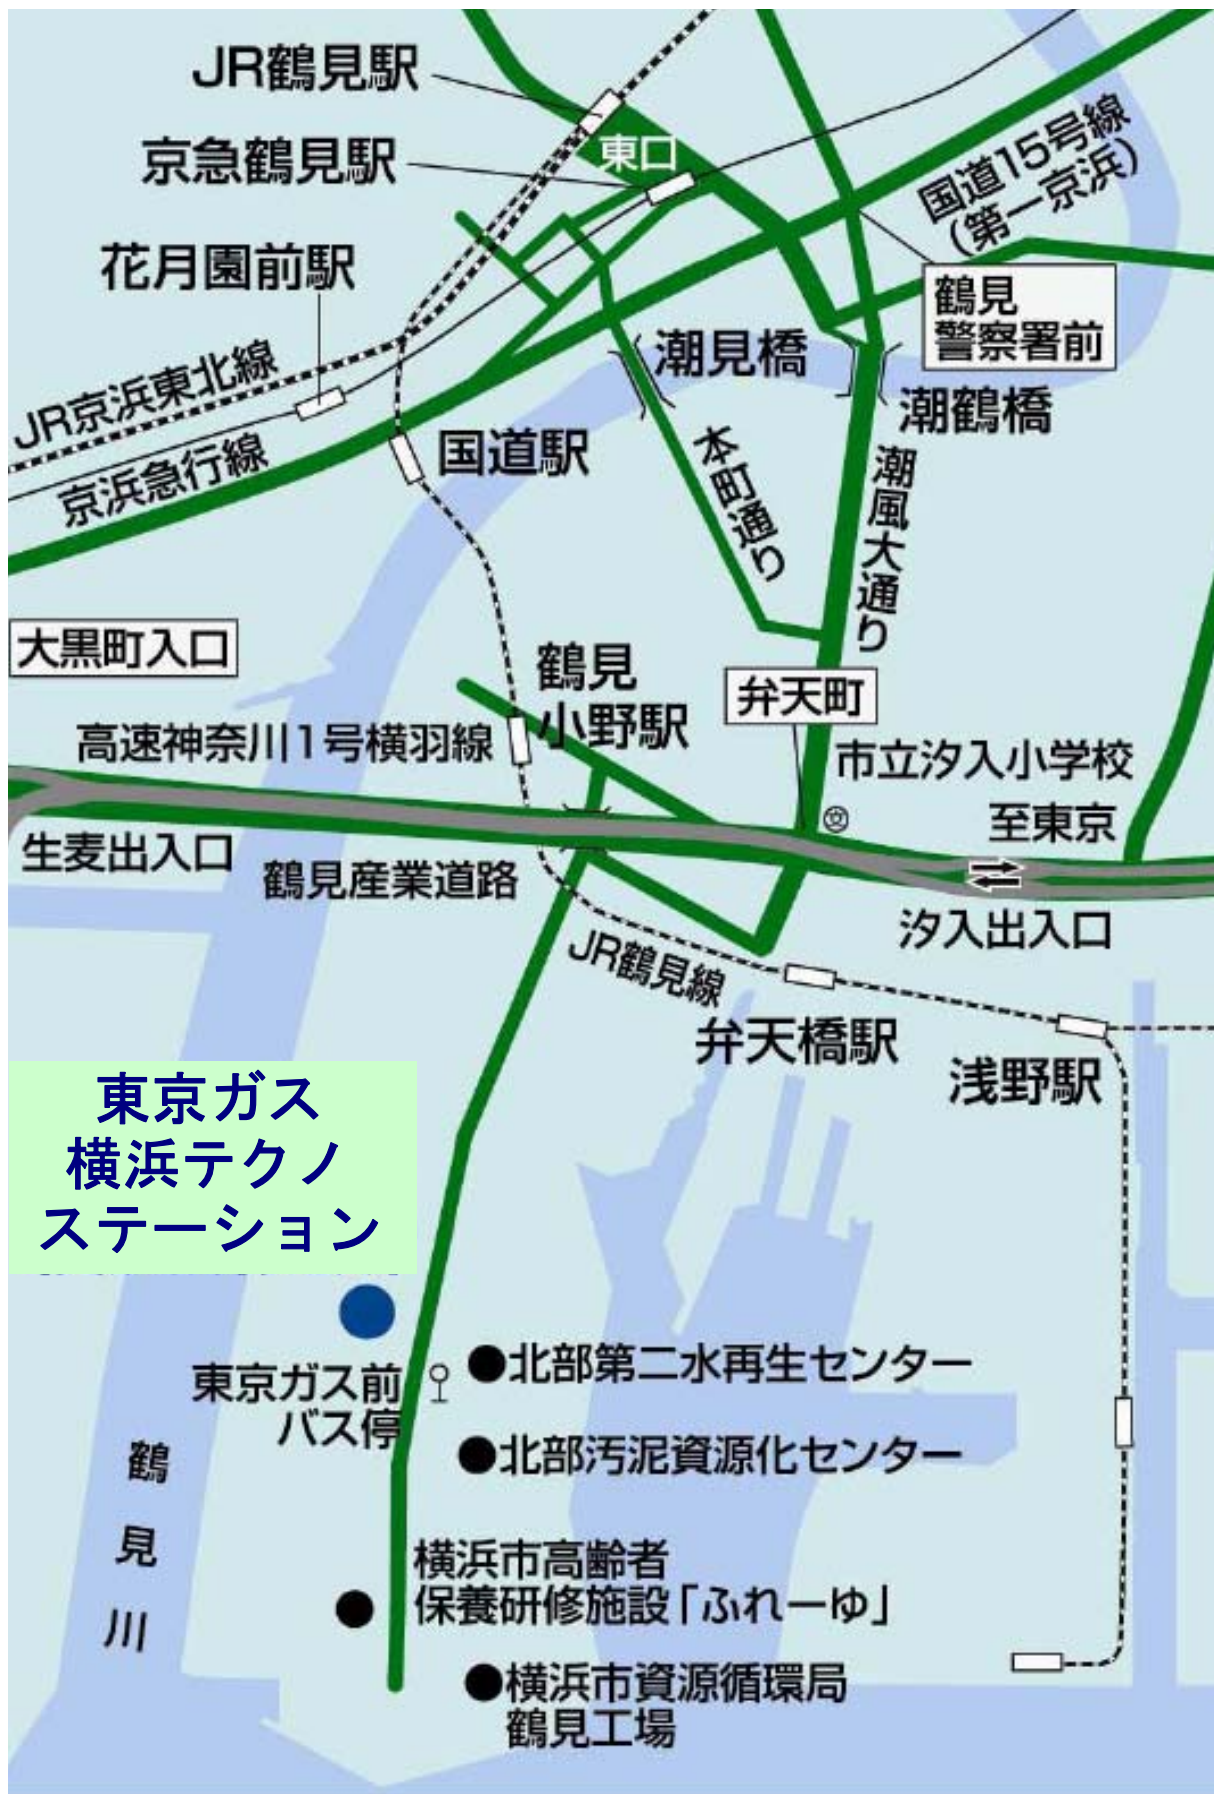 JR鶴見駅
東口
京急鶴見駅
国道15号線
(第一京浜)
花月園前駅
鶴見
警察署前
潮見橋
潮鶴橋
JR京浜東北線
京浜急行線
国道駅
本町通り
潮風大通り
大黒町入口
鶴見
小野駅
弁天町
高速神奈川1号横羽線
市立汐入小学校
文
至東京
生麦出入口
鶴見産業道路
汐入出入口
JR鶴見線
弁天橋駅
浅野駅
東京ガス
横浜テクノ
ステーション
東京ガス前
バス停
●北部第二水再生センター
●北部汚泥資源化センター
鶴見川
横浜市高齢者
保養研修施設「ふれーゆ」
●横浜市資源循環局
鶴見工場